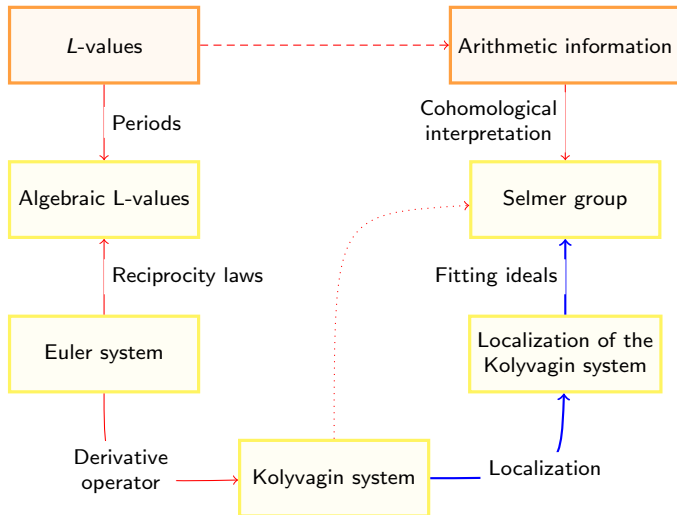 L-values
Arithmetic information
Periods
Cohomological
interpretation
Algebraic L-values
Selmer group
Reciprocity laws
Fitting ideals
Euler system
Localization of the
Kolyvagin system
Derivative
operator
Kolyvagin system
Localization